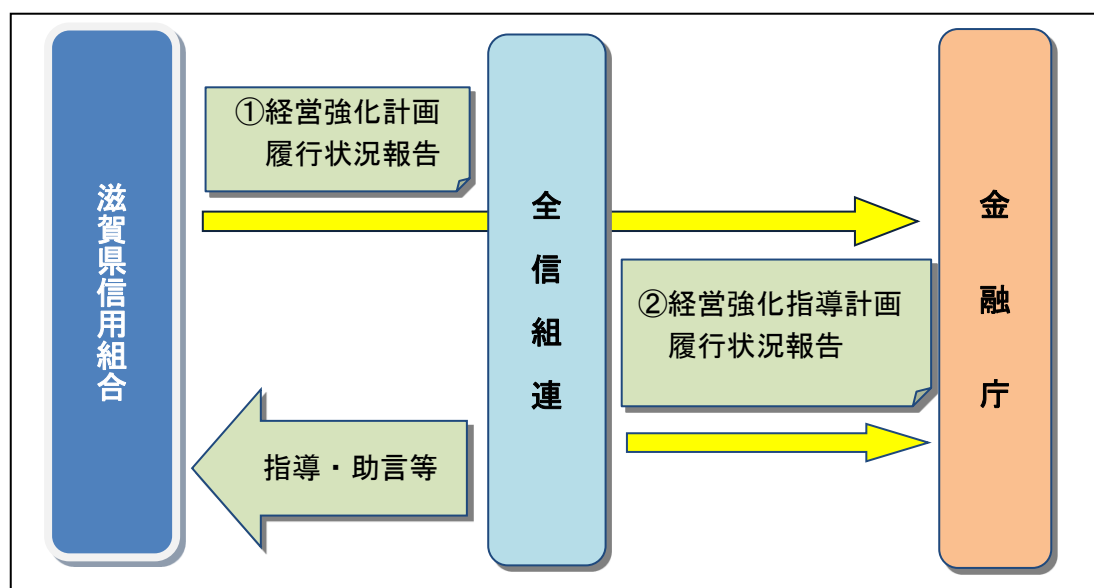 滋賀県信用組合
①経営強化計画
履行状況報告
全信組連
②経営強化指導計画
履行状況報告
指導・助言等
金融庁